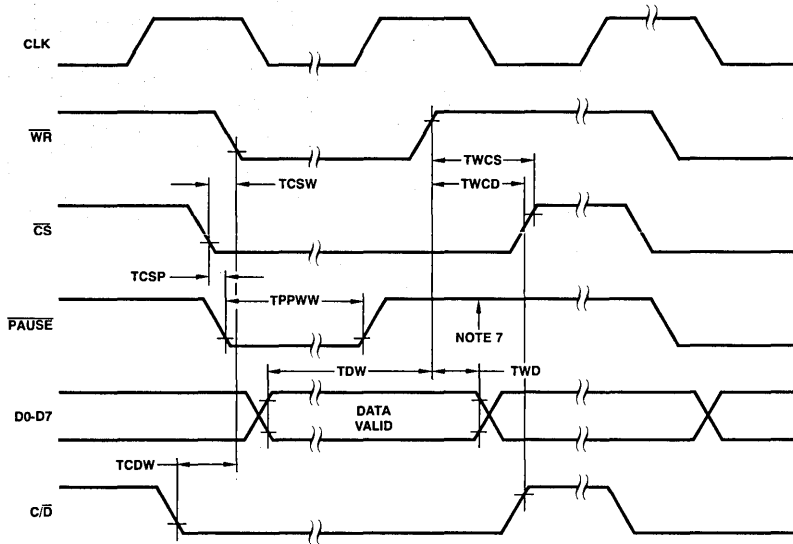 CLK
WR
TWCS
TCSW
TWCD
CS
TCSP
TPPWW
PAUSE
NOTE 7
TDW
TWD
D0-D7
DATA
VALID
TCDW
C/D